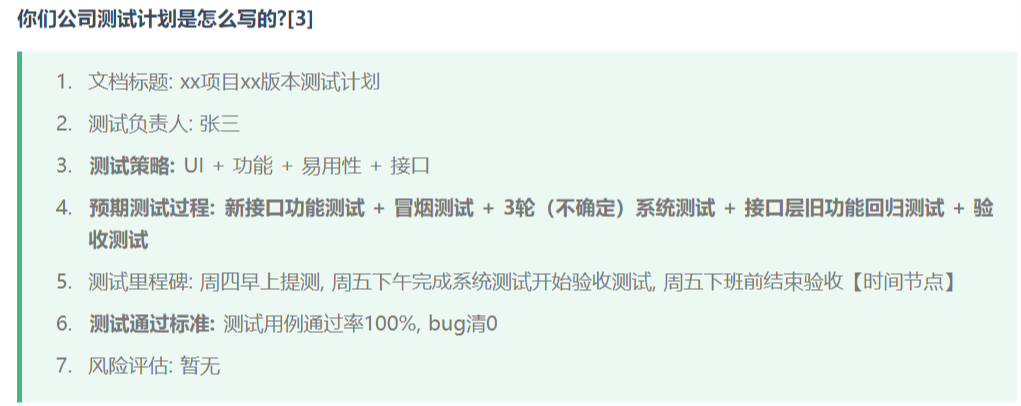 你们公司测试计划是怎么写的?[3]
1. 文档标题: xx项目xx版本测试计划
2. 测试负责人: 张三
3. 测试策略: UI + 功能 + 易用性 + 接口
4. 预期测试过程: 新接口功能测试 + 冒烟测试 + 3轮（不确定）系统测试 + 接口层旧功能回归测试 + 验
收测试
5. 测试里程碑: 周四早上提测, 周五下午完成系统测试开始验收测试, 周五下班前结束验收【时间节点】
6. 测试通过标准: 测试用例通过率100%, bug清0
7. 风险评估: 暂无